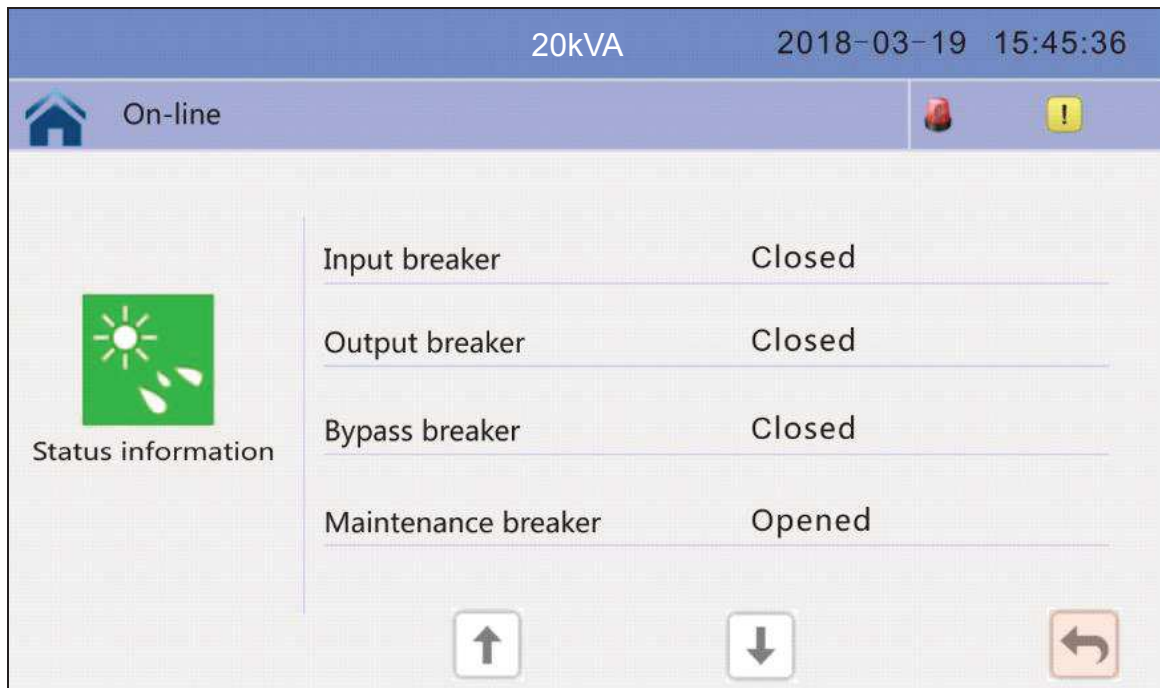 20kVA 2018-03-19 15:45:36
On-line !
Input breaker Closed
Output breaker Closed
Bypass breaker Closed
Status information
Maintenance breaker Opened